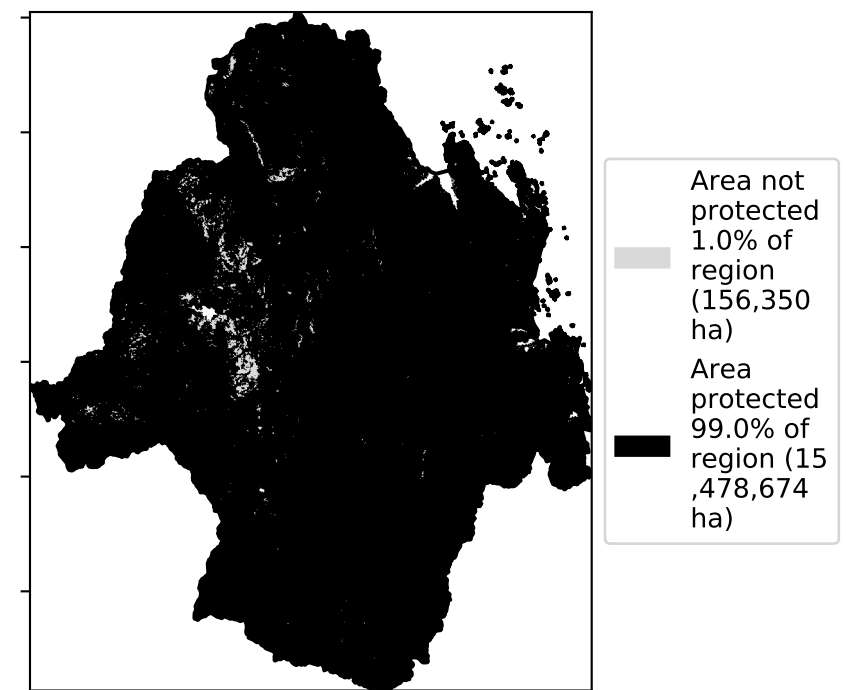 Area not
protected
1.0% of
region
(156,350
ha)
Area
protected
99.0% of
region (15
,478,674
ha)